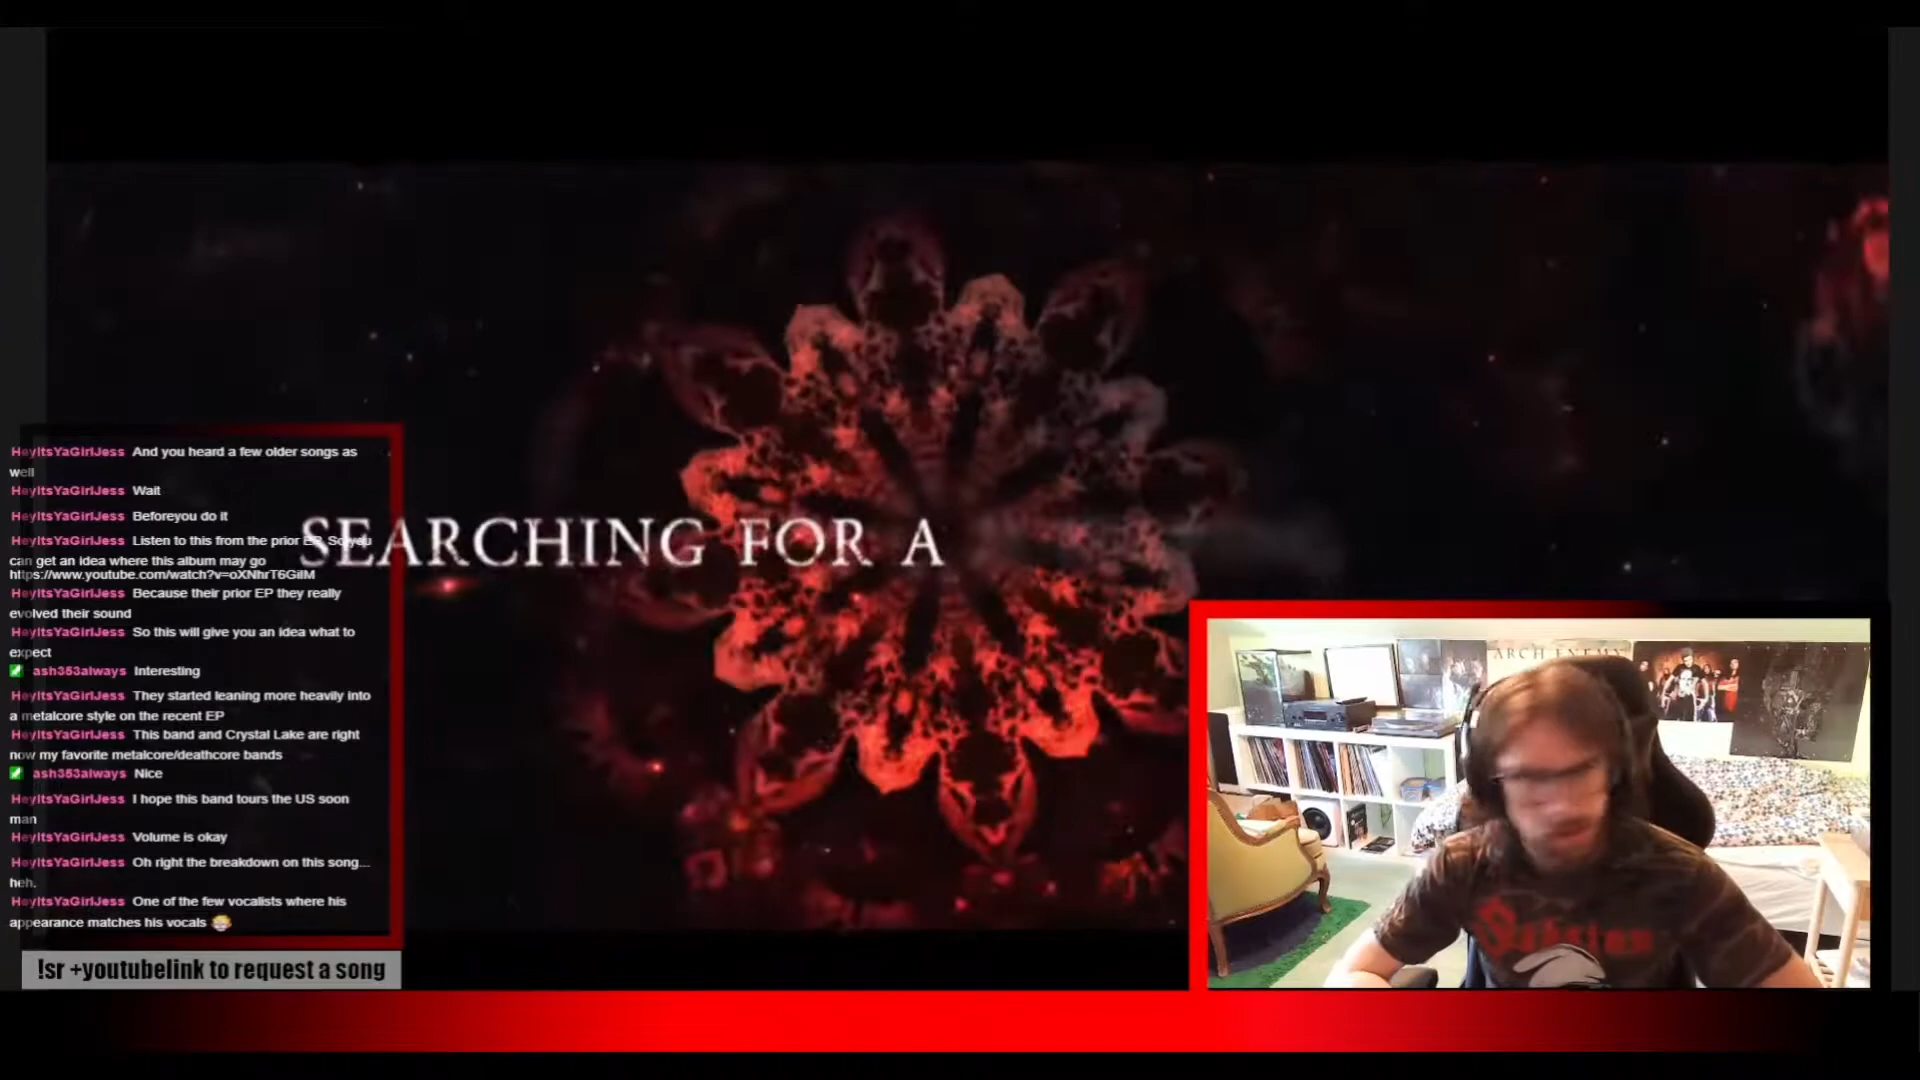 HeyItsYaGirlJess And you heard a few older songs as
well
HeyItsYaGirlJess Wait
HeyItsYaGirlJess Beforeyou do it
HeyItsYaGirlJess Listen to this from the prior EP So you
can get an idea where this album may go
https://www.youtube.com/watch?v=oXNhrT6GilM
HeyItsYaGirlJess Because their prior EP they really
evolved their sound
HeyItsYaGirlJess So this will give you an idea what to
expect
ash353always Interesting
HeyItsYaGirlJess They started leaning more heavily into
a metalcore style on the recent EP
HeyItsYaGirlJess This band and Crystal Lake are right
now my favorite metalcore/deathcore bands
ash353always Nice
HeyItsYaGirlJess I hope this band tours the US soon
man
HeyItsYaGirlJess Volume is okay
HeyItsYaGirlJess Oh right the breakdown on this song...
heh.
HeyItsYaGirlJess One of the few vocalists where his
appearance matches his vocals
!sr +youtubelink to request a song
SEARCHING FOR A
ARCH ENEMY
Sabaton